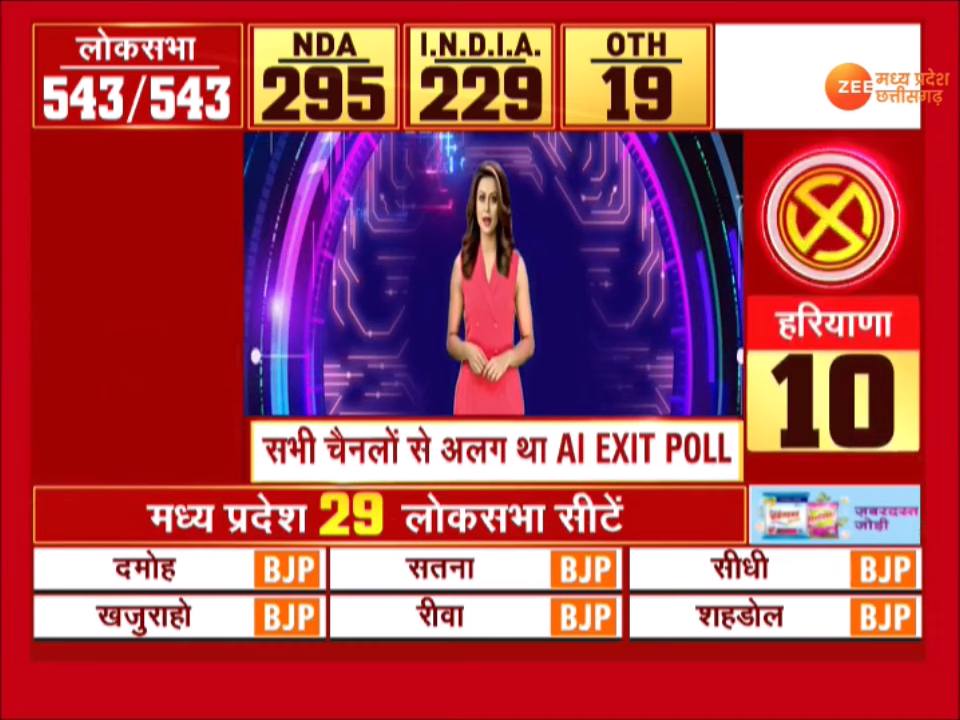 लोकसभा
543/543
NDA
295
I.N.D.I.A.
229
OTH
19
ZEE मध्य प्रदेश
छत्तीसगढ़
हरियाणा
10
सभी चैनलों से अलग था AI EXIT POLL
मध्य प्रदेश 29 लोकसभा सीटें
ज़बरदस्त
जोड़ी
दमोह BJP सतना BJP सीधी BJP
खजुराहो BJP रीवा BJP शहडोल BJP